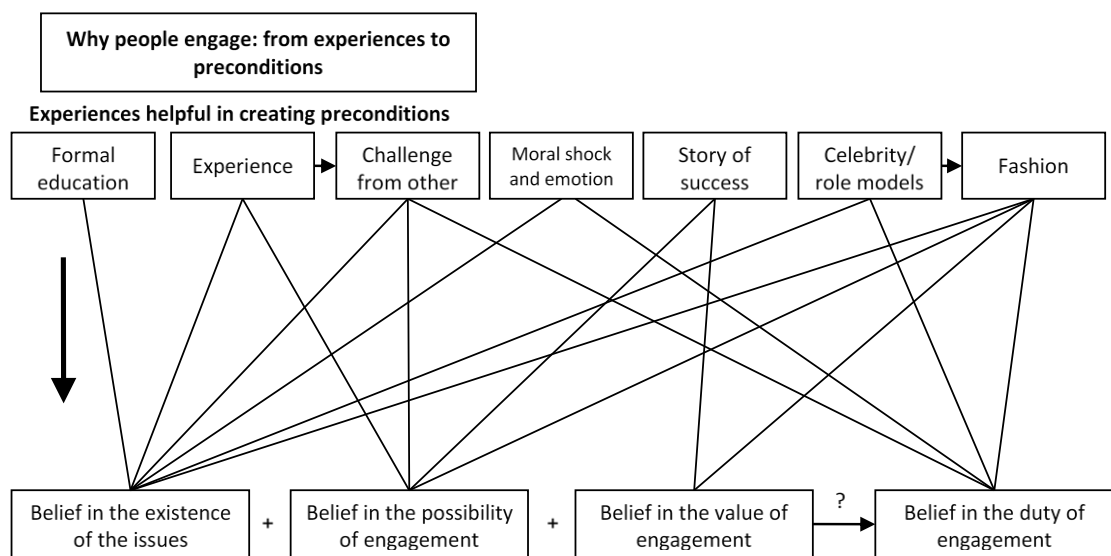 Why people engage: from experiences to
preconditions
Experiences helpful in creating preconditions
Formal
education
Experience
Challenge
from other
Moral shock
and emotion
Story of
success
Celebrity/
role models
Fashion
Belief in the existence
of the issues
+
Belief in the possibility
of engagement
+
Belief in the value of
engagement
?
Belief in the duty of
engagement